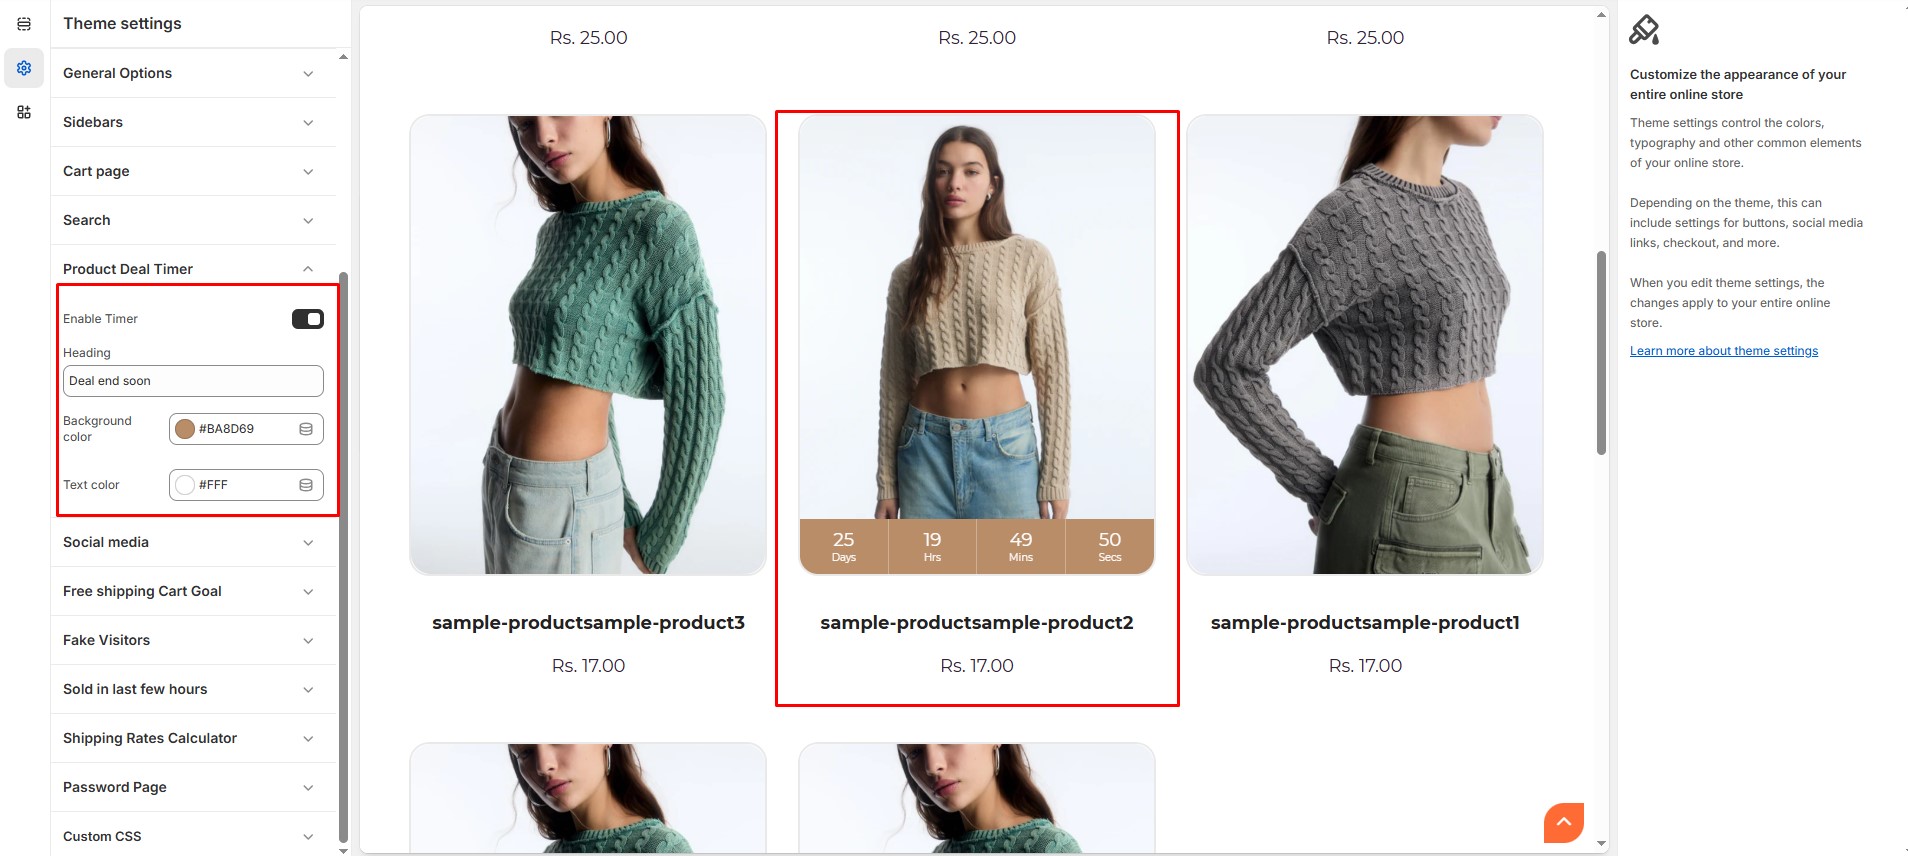 Theme settings
General Options
Sidebars
Cart page
Search
Product Deal Timer
Enable Timer
Heading
Deal end soon
Background
color
#BA8D69
Text color
#FFF
Social media
Free shipping Cart Goal
Fake Visitors
Sold in last few hours
Shipping Rates Calculator
Password Page
Custom CSS
Rs. 25.00
Rs. 25.00
Rs. 25.00
25
Days
19
Hrs
49
Mins
50
Secs
sample-productsample-product3
sample-productsample-product2
sample-productsample-product1
Rs. 17.00
Rs. 17.00
Rs. 17.00
Customize the appearance of your
entire online store
Theme settings control the colors,
typography and other common elements
of your online store.
Depending on the theme, this can
include settings for buttons, social media
links, checkout, and more.
When you edit theme settings, the
changes apply to your entire online
store.
Learn more about theme settings